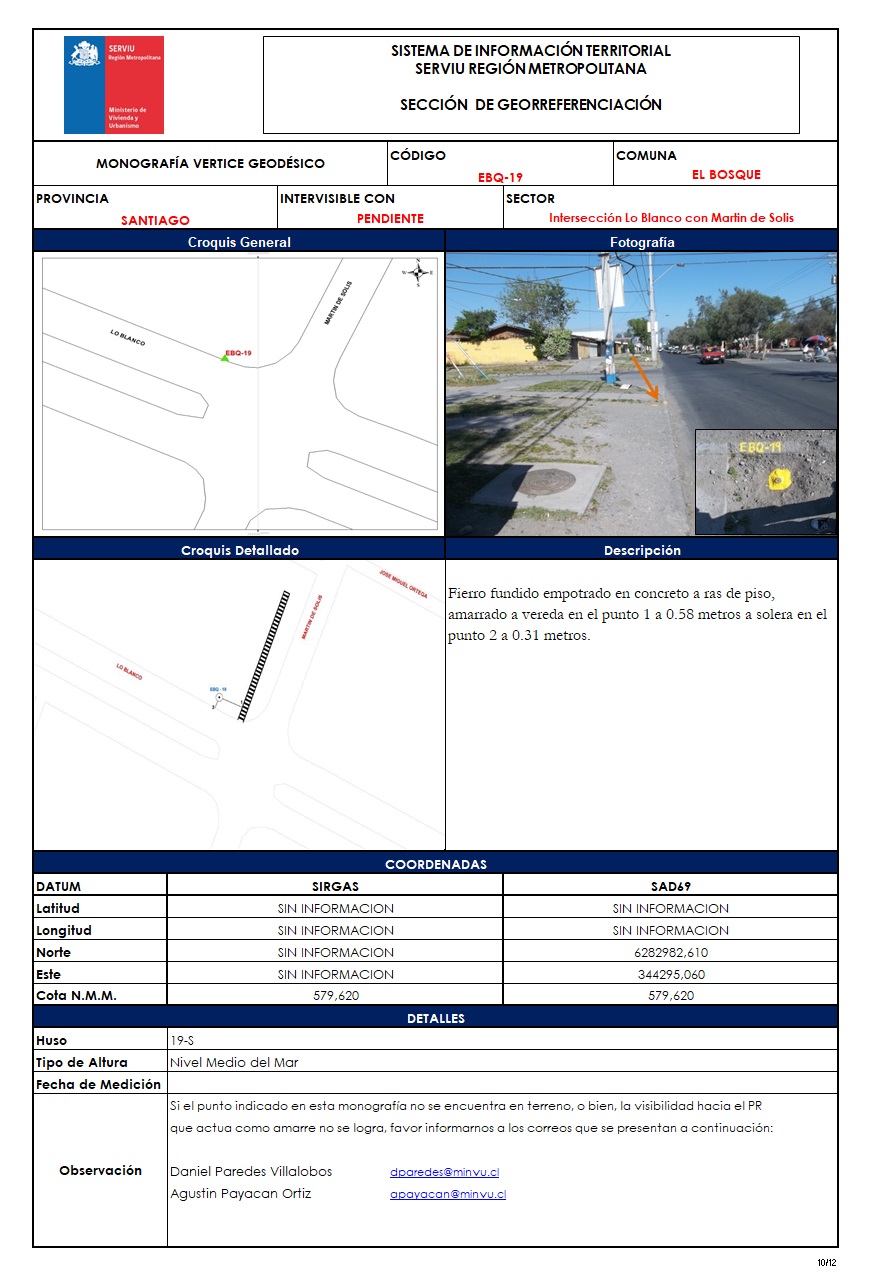 SERVIU
Región Metropolitana
Ministerio de
Vivienda y
Urbanismo
SISTEMA DE INFORMACIÓN TERRITORIAL
SERVIU REGIÓN METROPOLITANA
SECCIÓN DE GEORREFERENCIACIÓN
MONOGRAFÍA VERTICE GEODÉSICO
CÓDIGO
EBQ-19
COMUNA
EL BOSQUE
PROVINCIA
SANTIAGO
INTERVISIBLE CON
PENDIENTE
SECTOR
Intersección Lo Blanco con Martin de Solis
Croquis General
Fotografía
N
W E
S
LO BLANCO
MARTIN DE SOLIS
EBQ-19
EBQ-19
Croquis Detallado
Descripción
JOSE MIGUEL ORTEGA
MARTIN DE SOLIS
LO BLANCO
EBQ - 19
1
2
Fierro fundido empotrado en concreto a ras de piso,
amarrado a vereda en el punto 1 a 0.58 metros a solera en el
punto 2 a 0.31 metros.
COORDENADAS
DATUM SIRGAS SAD69
Latitud SIN INFORMACION SIN INFORMACION
Longitud SIN INFORMACION SIN INFORMACION
Norte SIN INFORMACION 6282982,610
Este SIN INFORMACION 344295,060
Cota N.M.M. 579,620 579,620
DETALLES
Huso 19-S
Tipo de Altura Nivel Medio del Mar
Fecha de Medición
Observación
Si el punto indicado en esta monografía no se encuentra en terreno, o bien, la visibilidad hacia el PR
que actua como amarre no se logra, favor informarnos a los correos que se presentan a continuación:
Daniel Paredes Villalobos dparedes@minvu.cl
Agustin Payacan Ortiz apayacan@minvu.cl
10/12